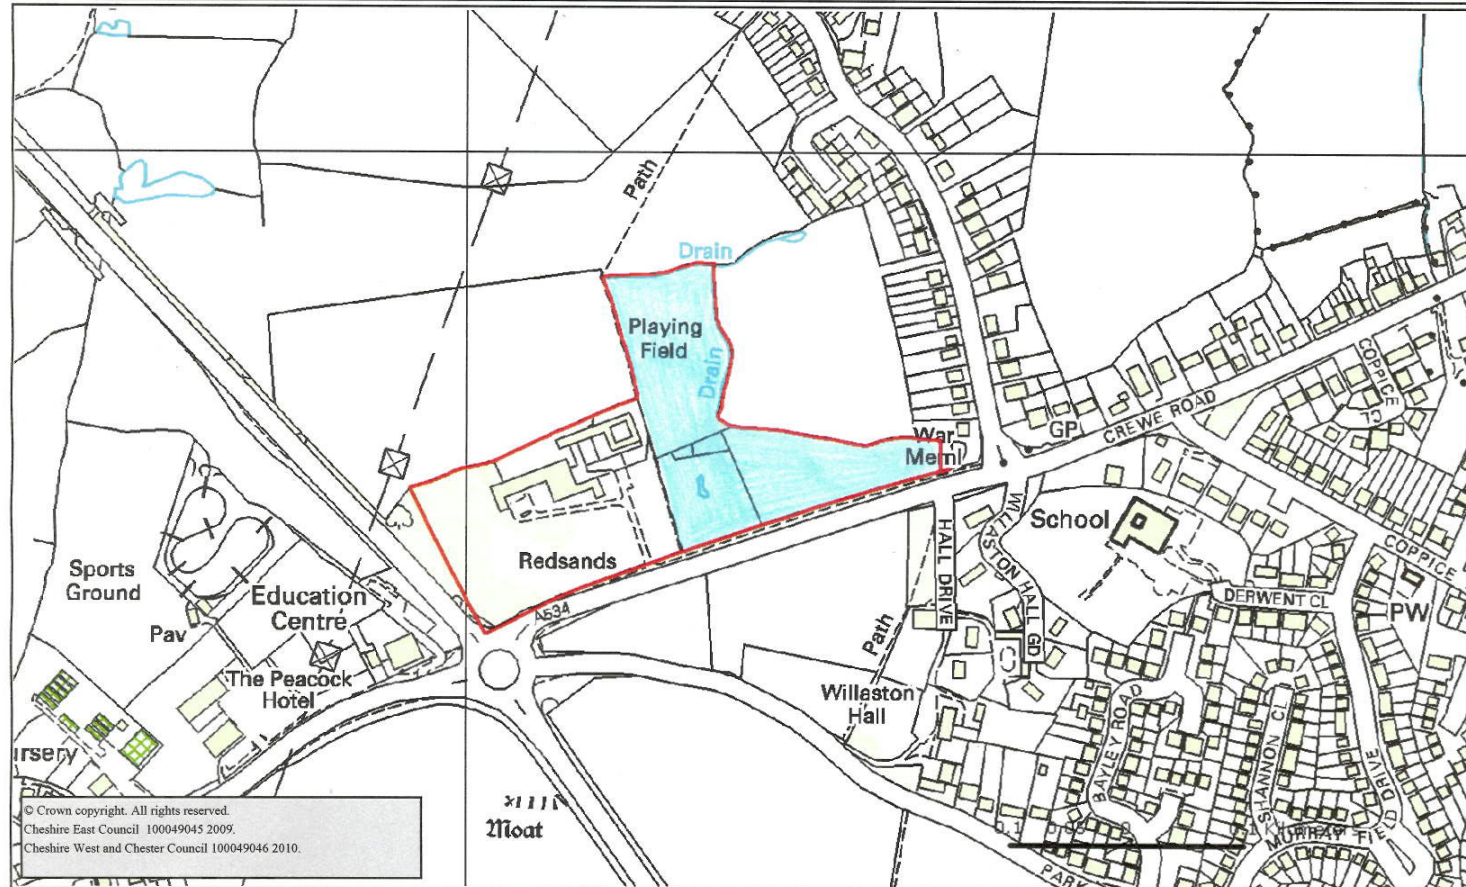 Path
Drain
Playing
Field
Drain
War
Meml
GP
CREWE ROAD
COPPICE
CL
School
HALL DRIVE
WILLASTON HALL GD
COPPICE
DERWENT CL
PW
Redsands
A534
Sports
Ground
Education
Centre
Pav
The Peacock
Hotel
Path
Willaston
Hall
BAYLEY ROAD
SHANNON CL
FIELD DRIVE
MURRAY
PARK
Moat
© Crown copyright. All rights reserved.
Cheshire East Council 100049045 2009.
Cheshire West and Chester Council 100049046 2010.